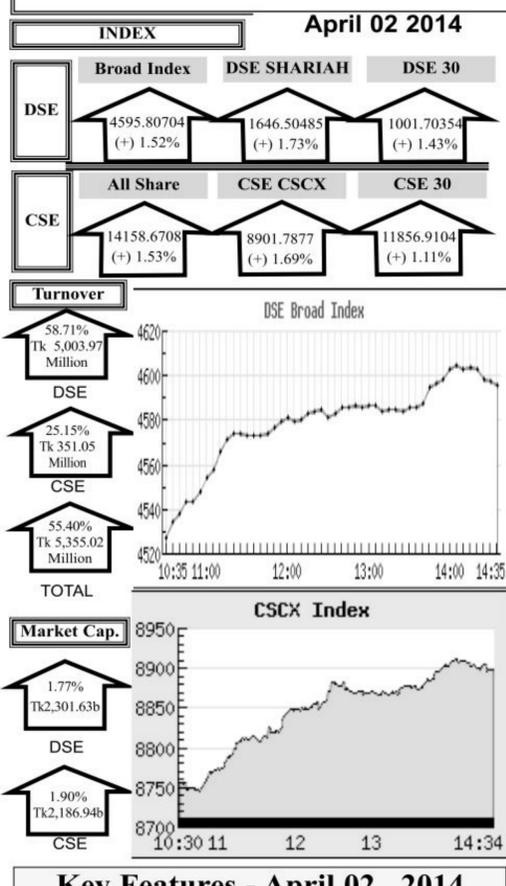 INDEX
April 02 2014
Broad Index
DSE SHARIAH
DSE 30
DSE
4595.80704
(+) 1.52%
1646.50485
(+) 1.73%
1001.70354
(+) 1.43%
All Share
CSE CSCX
CSE 30
CSE
14158.6708
(+) 1.53%
8901.7877
(+) 1.69%
11856.9104
(+) 1.11%
Turnover
58.71%
Tk 5,003.97
Million
DSE
25.15%
Tk 351.05
Million
CSE
55.40%
Tk 5,355.02
Million
TOTAL
DSE Broad Index
4620
4600
4580
4560
4540
4520
10:35 11:00 12:00 13:00 14:00 14:35
Market Cap.
1.77%
Tk2,301.63b
DSE
1.90%
Tk2,186.94b
CSE
CSCX Index
8950
8900
8850
8800
8750
8700
10:30 11 12 13 14:34
Key Features - April 02, 2014